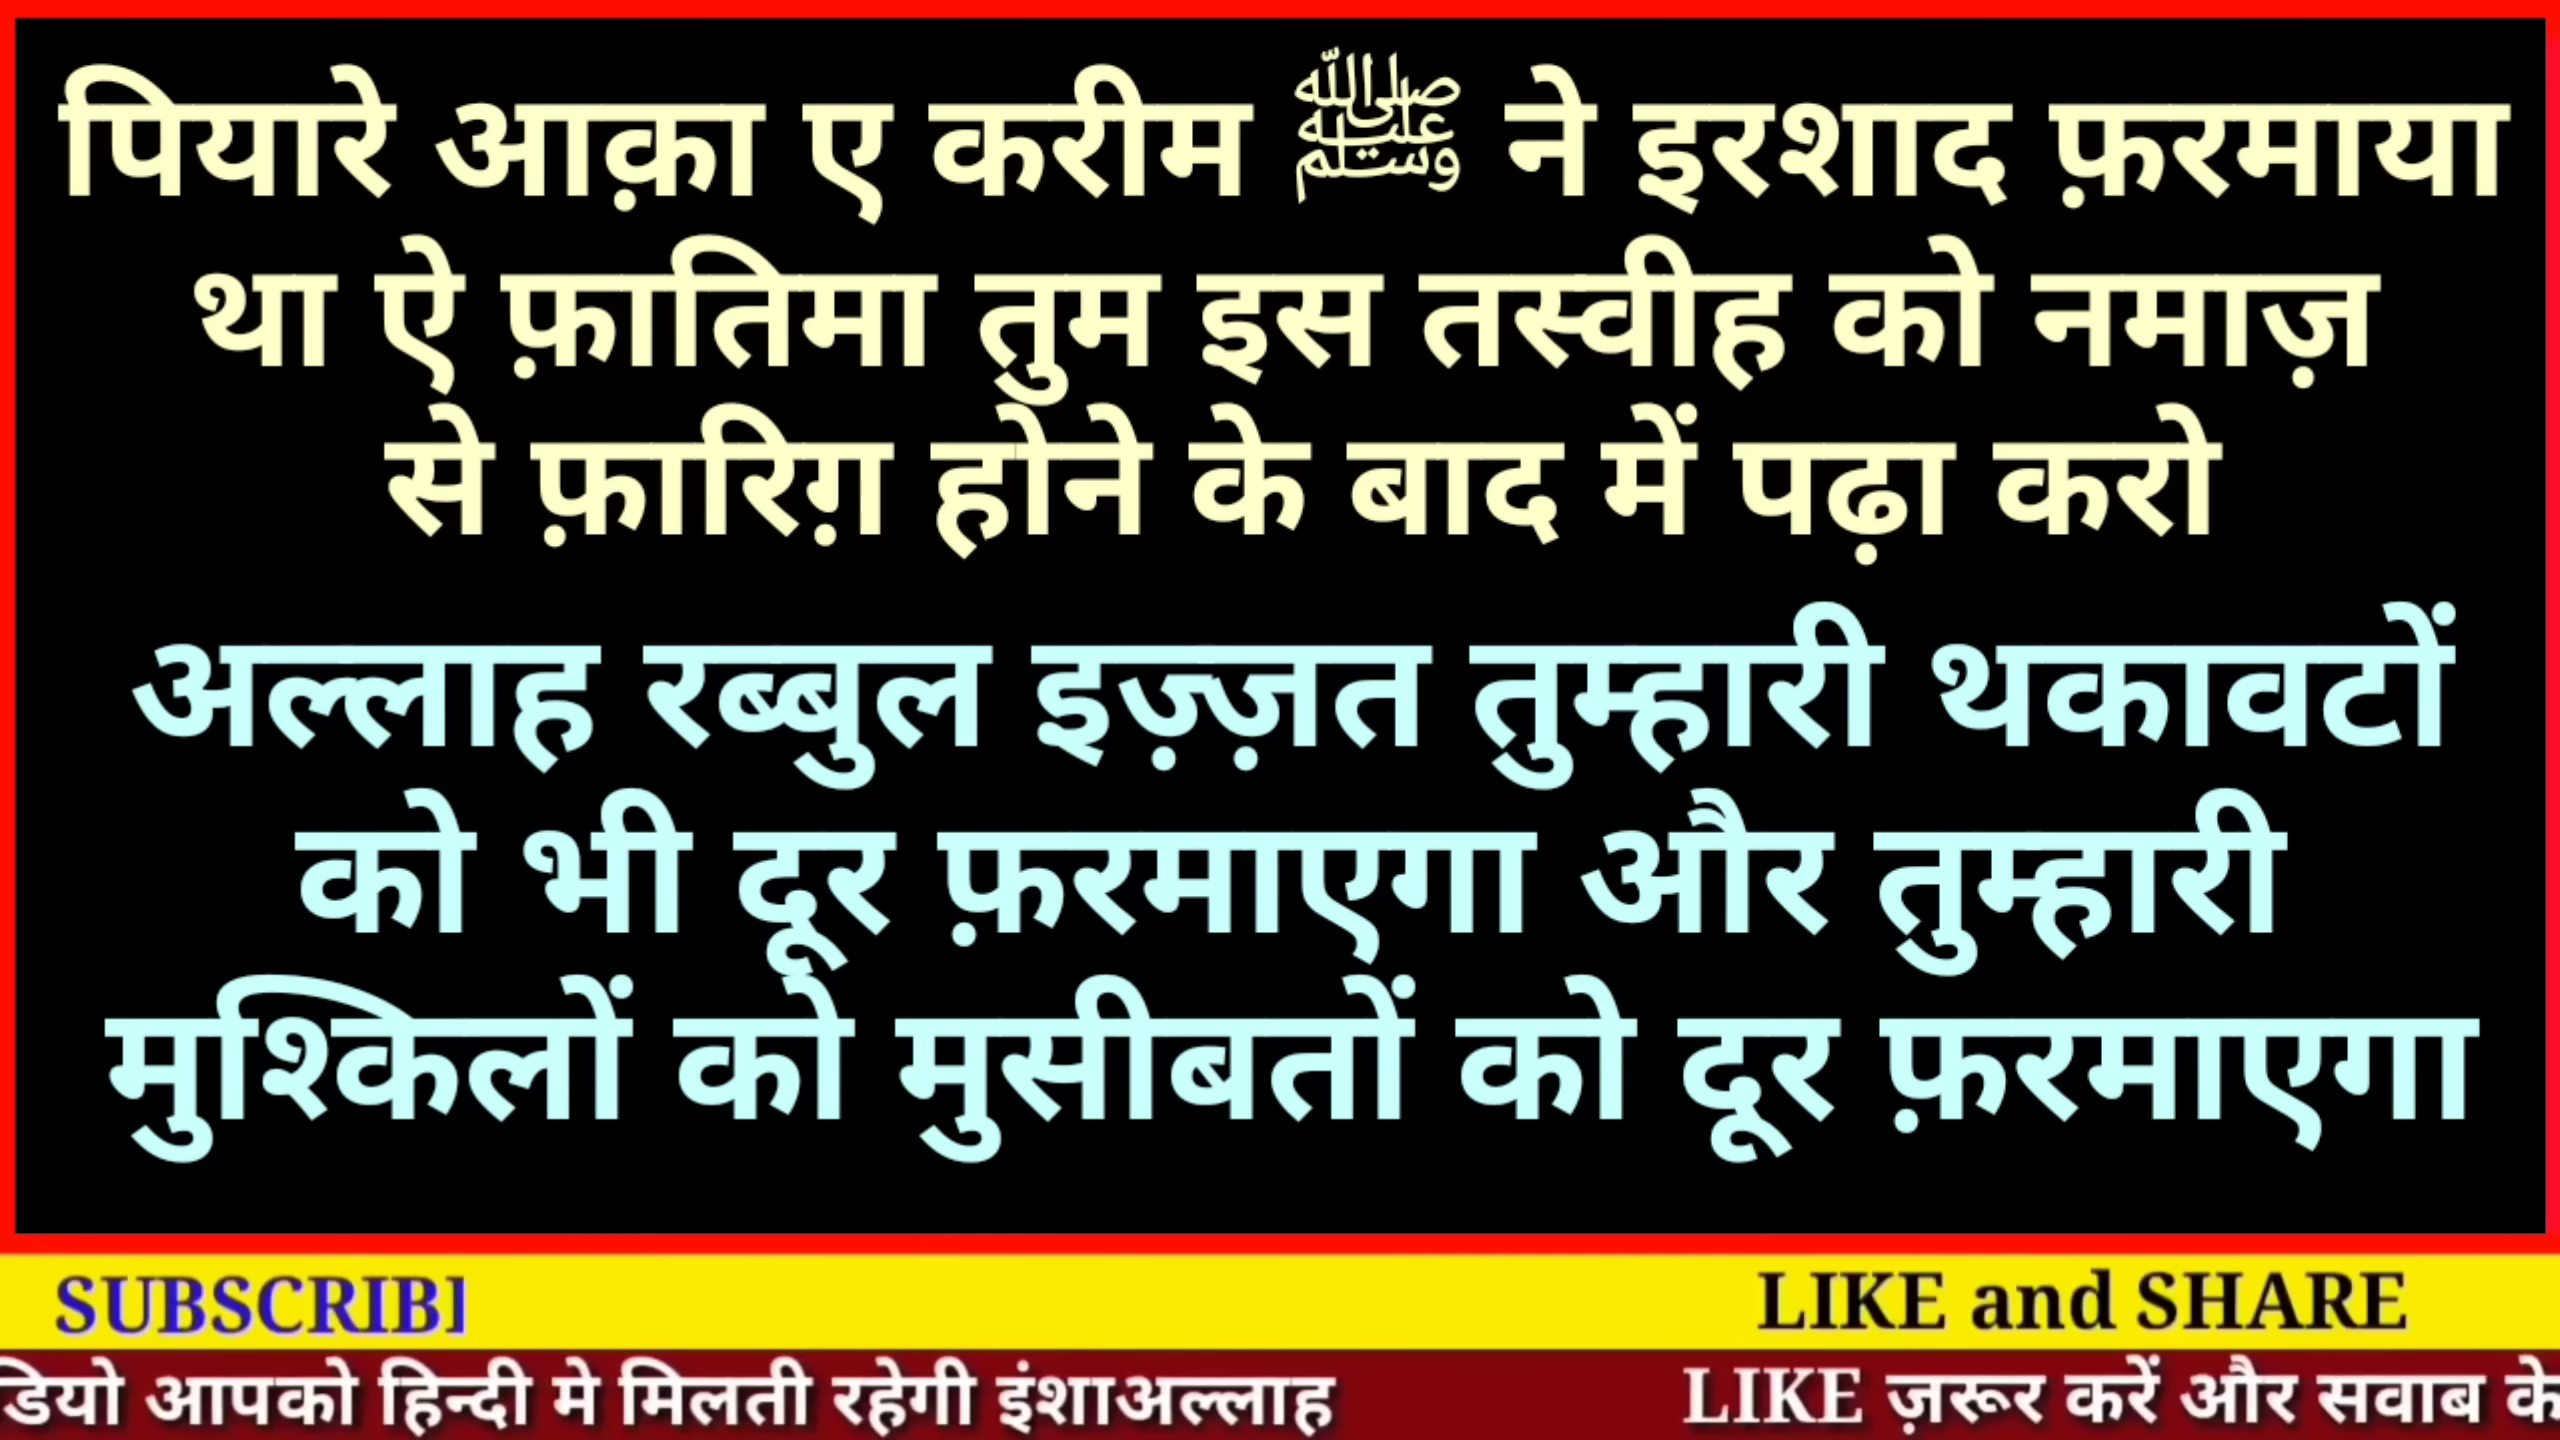 पियारे आक़ा ए करीम ﷺ ने इरशाद फ़रमाया
था ऐ फ़ातिमा तुम इस तस्वीह को नमाज़
से फ़ारिग़ होने के बाद में पढ़ा करो
अल्लाह रब्बुल इज़्ज़त तुम्हारी थकावटों
को भी दूर फ़रमाएगा और तुम्हारी
मुश्किलों को मुसीबतों को दूर फ़रमाएगा
LIKE and SHARE
आपको हिन्दी मे मिलती रहेगी इंशाअल्लाह LIKE ज़रूर करें और सवाब के